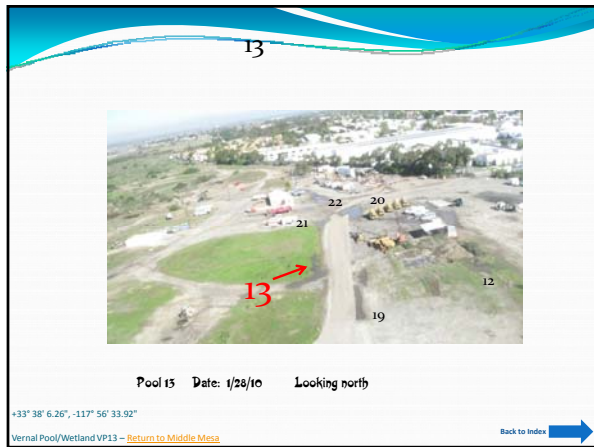 13
22
20
21
13
12
19
Pool 13 Date: 1/28/10 Looking north
+33° 38' 6.26", -117° 56' 33.92"
Vernal Pool/Wetland VP13 – Return to Middle Mesa
Back to Index